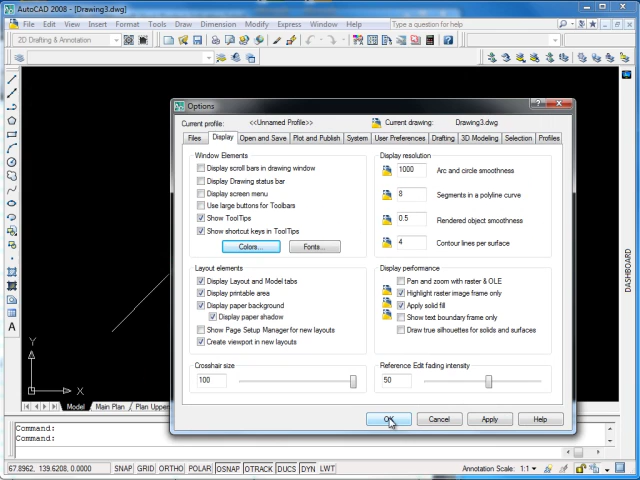 AutoCAD 2008 - [Drawing3.dwg]
File Edit View Insert Format Tools Draw Dimension Modify Express Window Help Type a question for help
2D Drafting & Annotation
Options
Current profile: <<Unnamed Profile>> Current drawing: Drawing3.dwg
Files Display Open and Save Plot and Publish System User Preferences Drafting 3D Modeling Selection Profiles
Window Elements
Display scroll bars in drawing window
Display Drawing status bar
Display screen menu
Use large buttons for Toolbars
Show ToolTips
Show shortcut keys in ToolTips
Colors... Fonts...
Display resolution
1000 Arc and circle smoothness
8 Segments in a polyline curve
0.5 Rendered object smoothness
4 Contour lines per surface
Layout elements
Display Layout and Model tabs
Display printable area
Display paper background
Display paper shadow
Show Page Setup Manager for new layouts
Create viewport in new layouts
Display performance
Pan and zoom with raster & OLE
Highlight raster image frame only
Apply solid fill
Show text boundary frame only
Draw true silhouettes for solids and surfaces
Crosshair size
100
Reference Edit fading intensity
50
OK Cancel Apply Help
DASHBOARD
A
Y
X
Model Main Plan Plan Upper
Command:
Command:
67.8962, 139.6208, 0.0000 SNAP GRID ORTHO POLAR OSNAP OTRACK DUCS DYN LWT Annotation Scale: 1:1